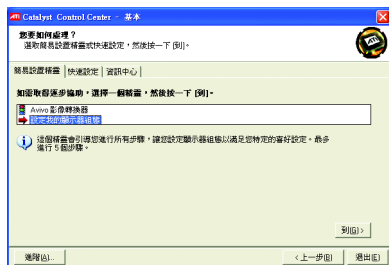 ATI Catalyst Control Center - 基本
您要如何處理？
選取簡易設置精靈或快速設定，然後按一下 [到]。
簡易設置精靈 快速設定 資訊中心
如需取得逐步協助，選擇一個精靈，然後按一下 [到]。
Avivo 影像轉換器
設定我的顯示器組態
這個精靈會引導您進行所有步驟，讓您設定顯示器組態以滿足您特定的喜好設定。最多
進行 5 個步驟。
到(G)>
進階(A)... <上一步(B) 退出(E)